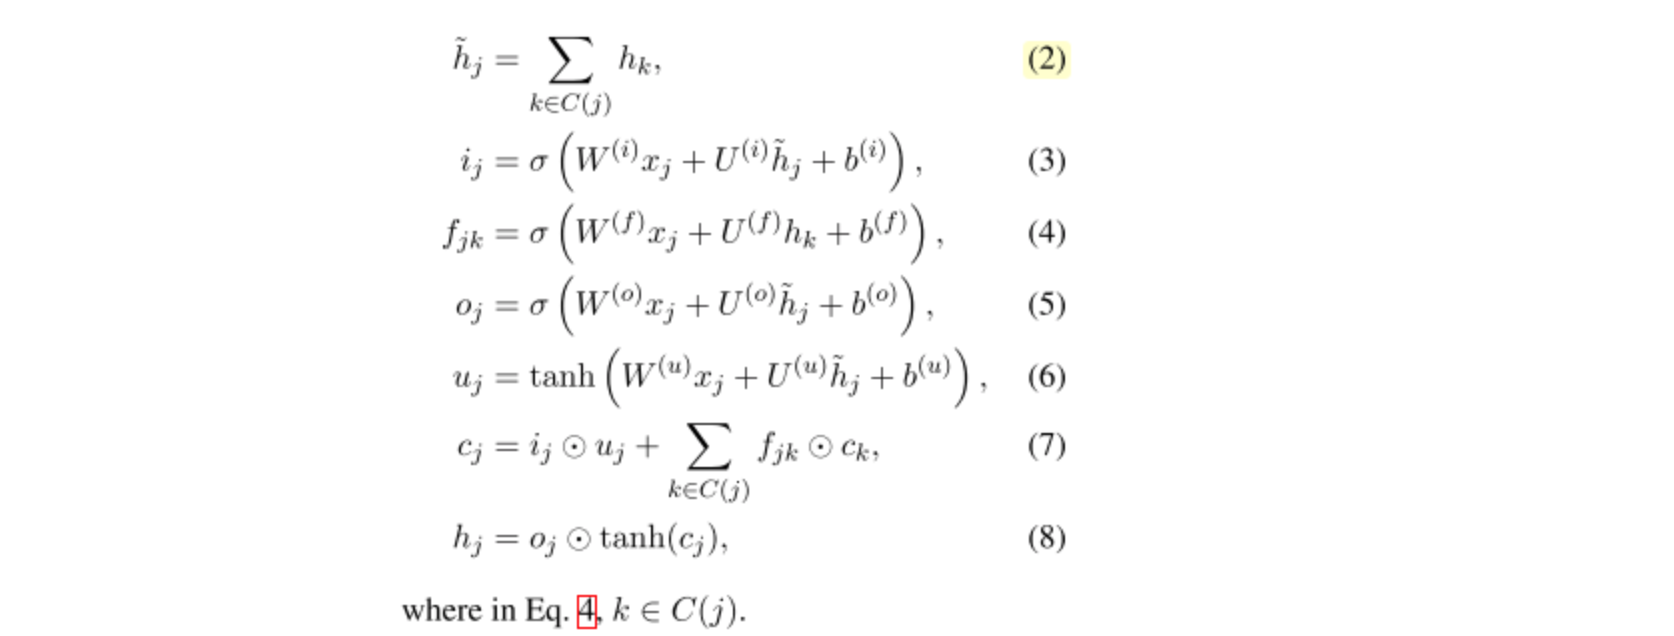 h̃_j = ∑_{k∈C(j)} h_k, (2)
i_j = σ(W^{(i)}x_j + U^{(i)}h̃_j + b^{(i)}), (3)
f_{jk} = σ(W^{(f)}x_j + U^{(f)}h_k + b^{(f)}), (4)
o_j = σ(W^{(o)}x_j + U^{(o)}h̃_j + b^{(o)}), (5)
u_j = tanh(W^{(u)}x_j + U^{(u)}h̃_j + b^{(u)}), (6)
c_j = i_j ⊙ u_j + ∑_{k∈C(j)} f_{jk} ⊙ c_k, (7)
h_j = o_j ⊙ tanh(c_j), (8)
where in Eq. 4, k ∈ C(j).